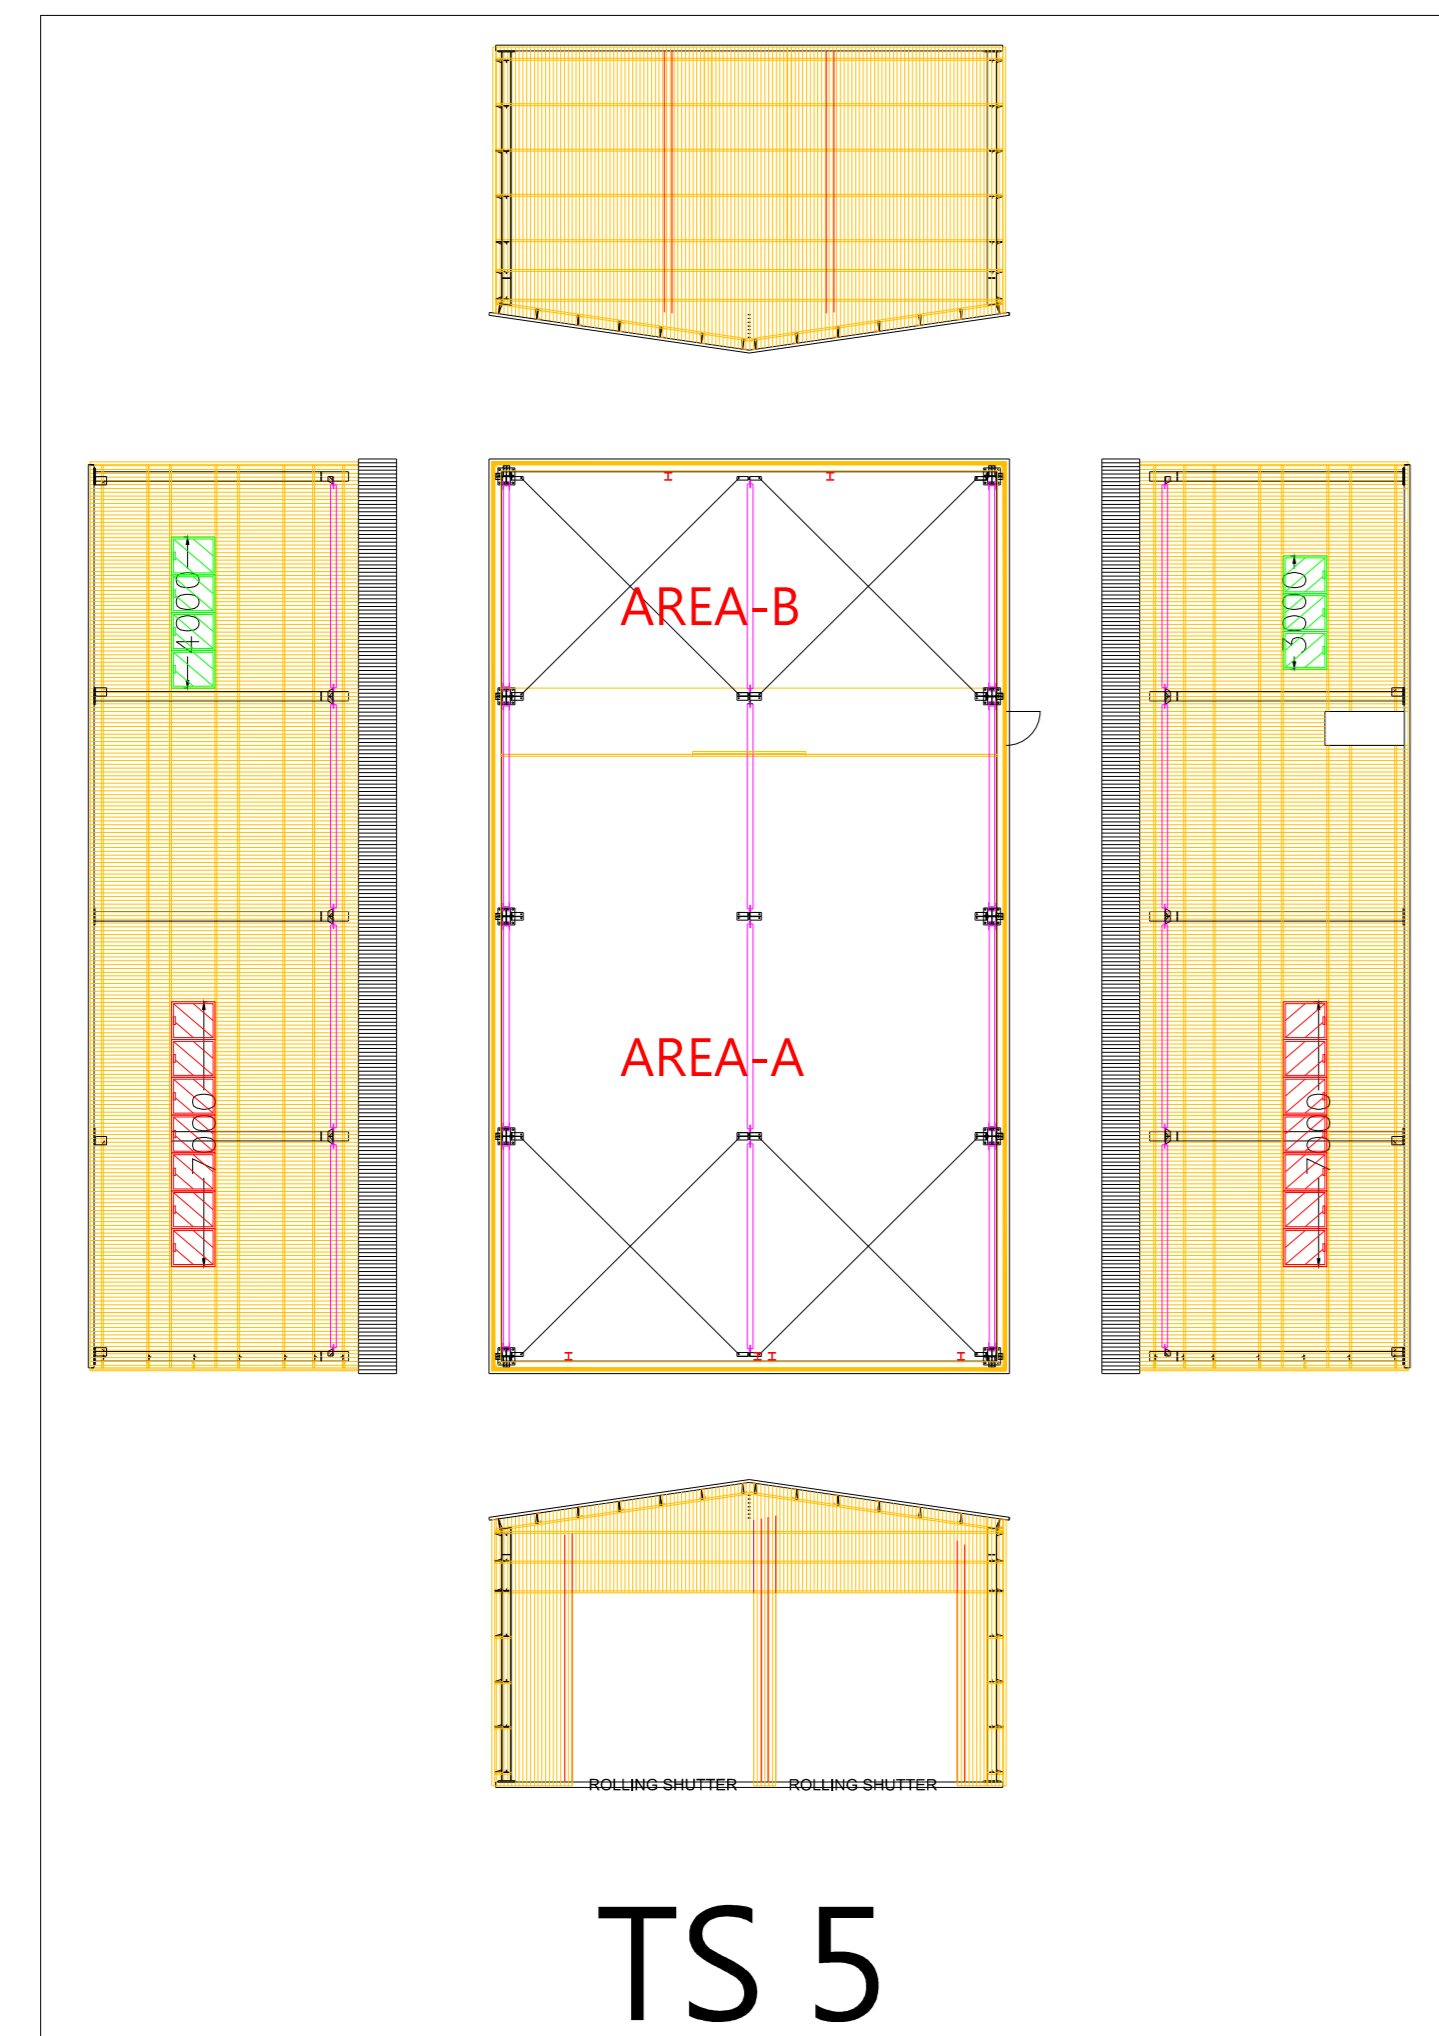 4000
3000
AREA-B
AREA-A
7000
7000
ROLLING SHUTTER ROLLING SHUTTER
TS 5